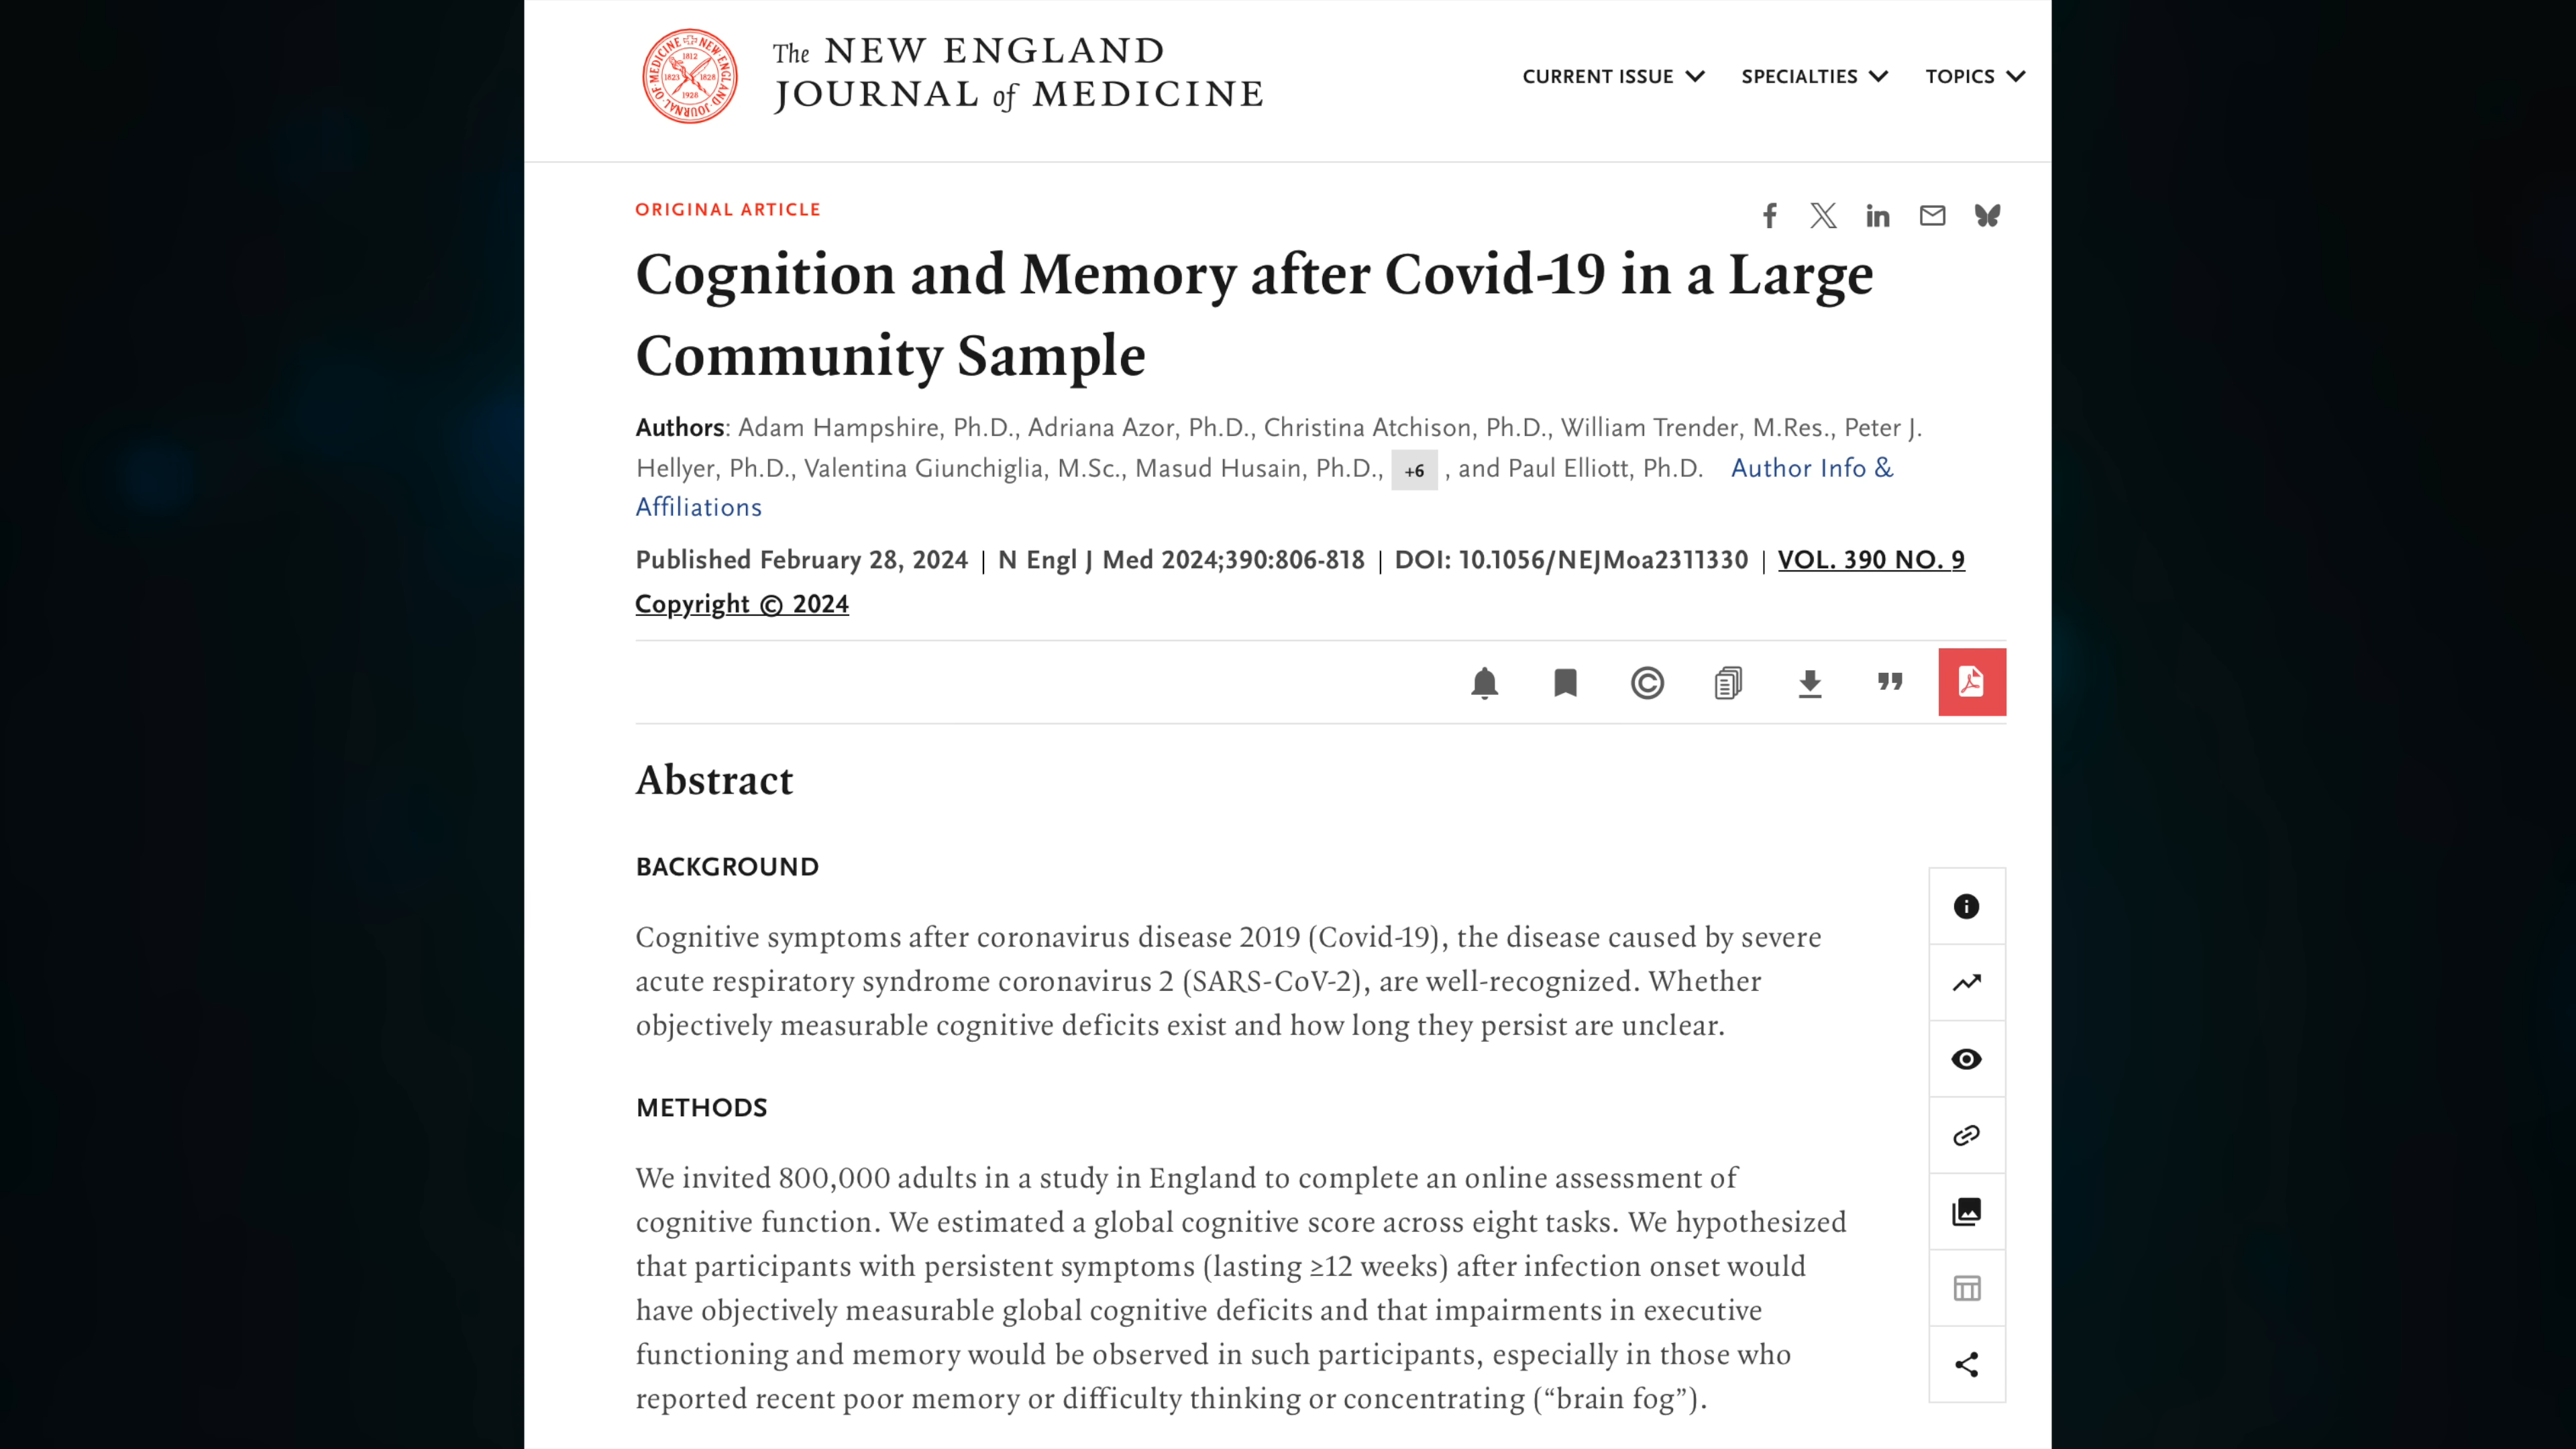 The NEW ENGLAND
JOURNAL of MEDICINE
NEW ENGLAND JOURNAL OF MEDICINE
1812
1823 1828
1928
CURRENT ISSUE
SPECIALTIES
TOPICS
ORIGINAL ARTICLE
Cognition and Memory after Covid-19 in a Large
Community Sample
Authors: Adam Hampshire, Ph.D., Adriana Azor, Ph.D., Christina Atchison, Ph.D., William Trender, M.Res., Peter J.
Hellyer, Ph.D., Valentina Giunchiglia, M.Sc., Masud Husain, Ph.D., +6 , and Paul Elliott, Ph.D. Author Info &
Affiliations
Published February 28, 2024 | N Engl J Med 2024;390:806-818 | DOI: 10.1056/NEJMoa2311330 | VOL. 390 NO. 9
Copyright © 2024
Abstract
BACKGROUND
Cognitive symptoms after coronavirus disease 2019 (Covid-19), the disease caused by severe
acute respiratory syndrome coronavirus 2 (SARS-CoV-2), are well-recognized. Whether
objectively measurable cognitive deficits exist and how long they persist are unclear.
METHODS
We invited 800,000 adults in a study in England to complete an online assessment of
cognitive function. We estimated a global cognitive score across eight tasks. We hypothesized
that participants with persistent symptoms (lasting ≥12 weeks) after infection onset would
have objectively measurable global cognitive deficits and that impairments in executive
functioning and memory would be observed in such participants, especially in those who
reported recent poor memory or difficulty thinking or concentrating (“brain fog”).